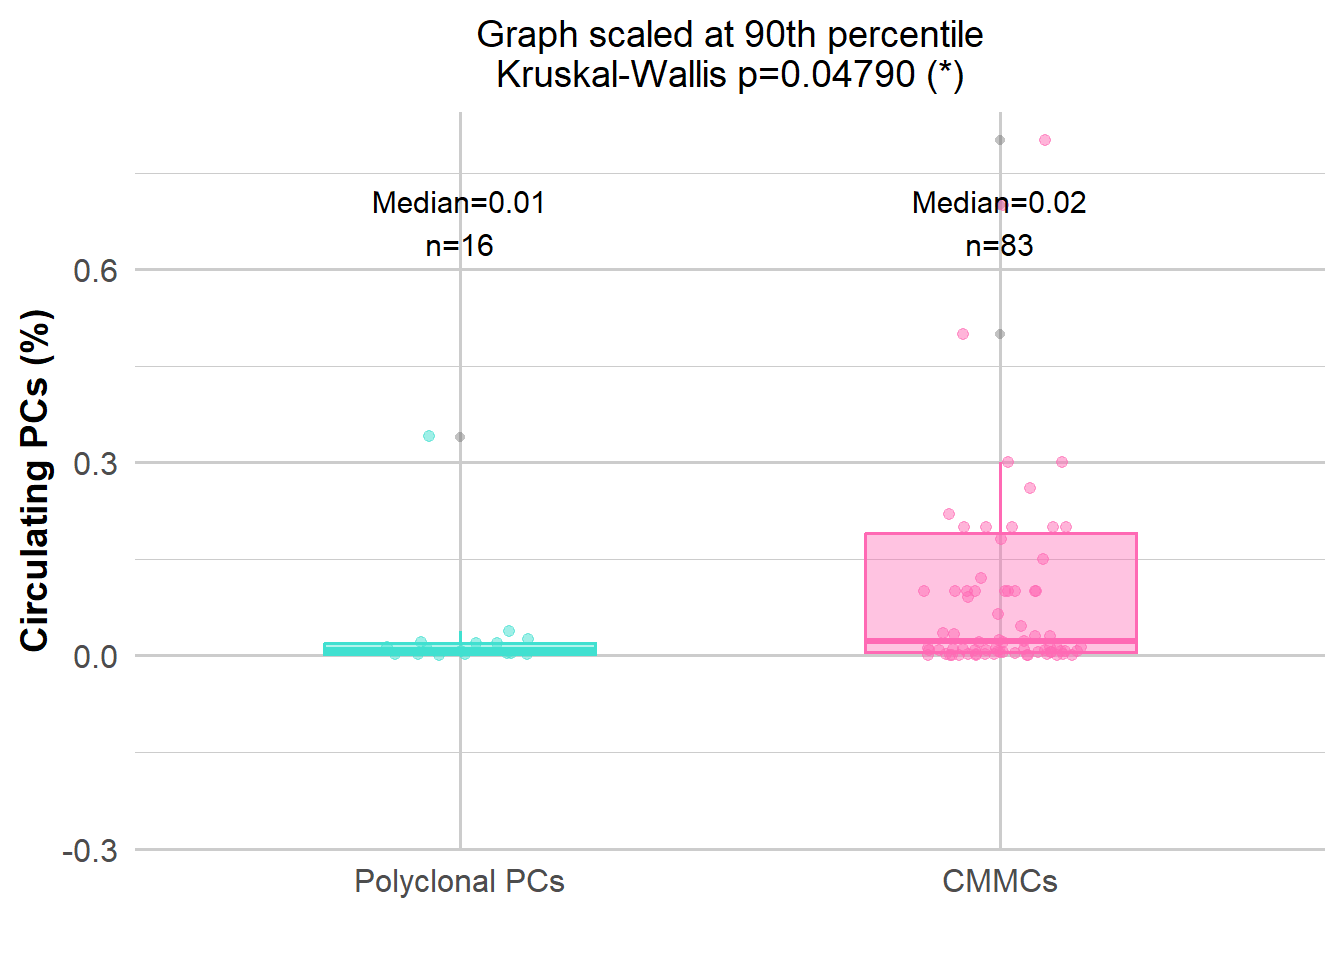 Graph scaled at 90th percentile
Kruskal-Wallis p=0.04790 (*)
Median=0.01
Median=0.02
n=16
n=83
0.6
0.3
0.0
-0.3
Circulating PCs (%)
Polyclonal PCs
CMMCs